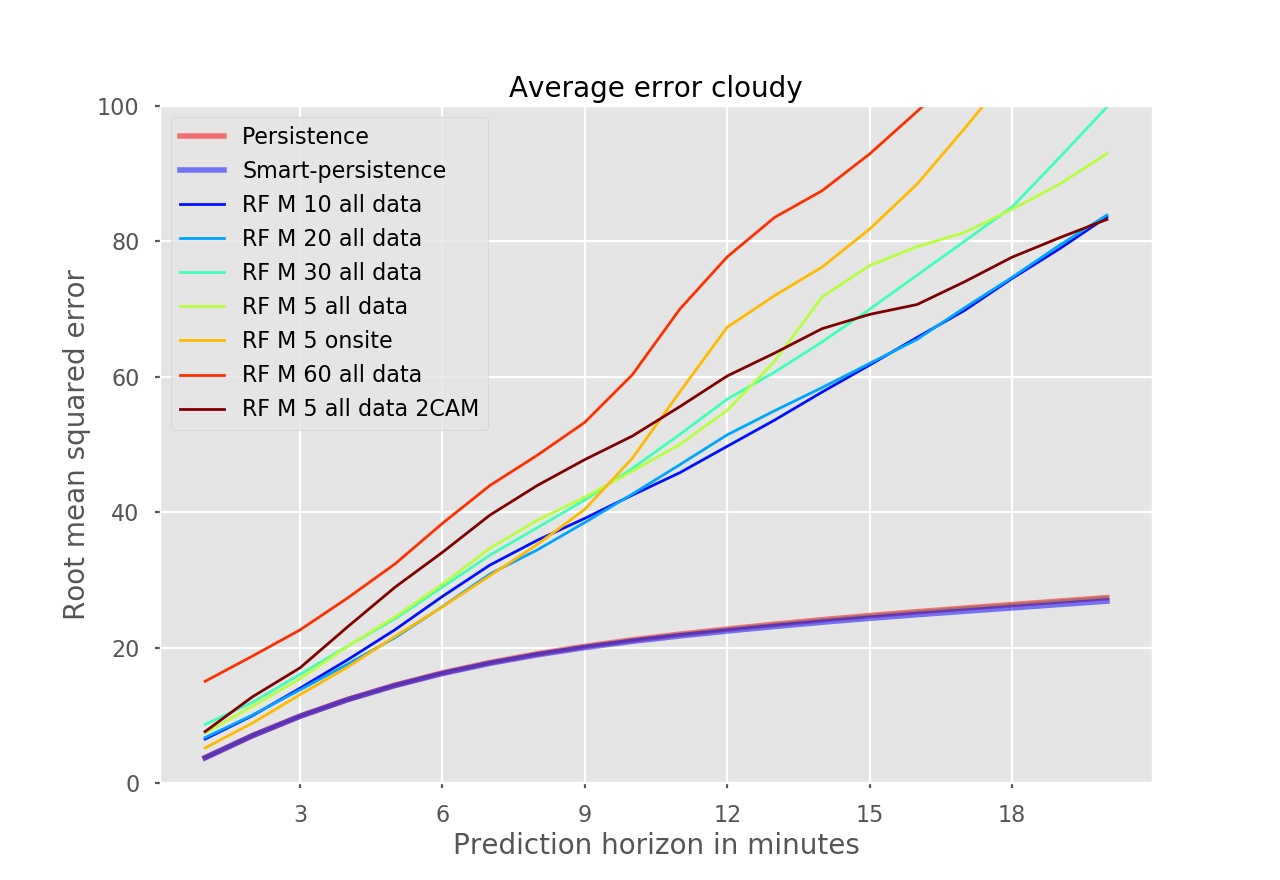 Average error cloudy
Root mean squared error
100
80
60
40
20
0
Persistence
Smart-persistence
RF M 10 all data
RF M 20 all data
RF M 30 all data
RF M 5 all data
RF M 5 onsite
RF M 60 all data
RF M 5 all data 2CAM
3 6 9 12 15 18
Prediction horizon in minutes